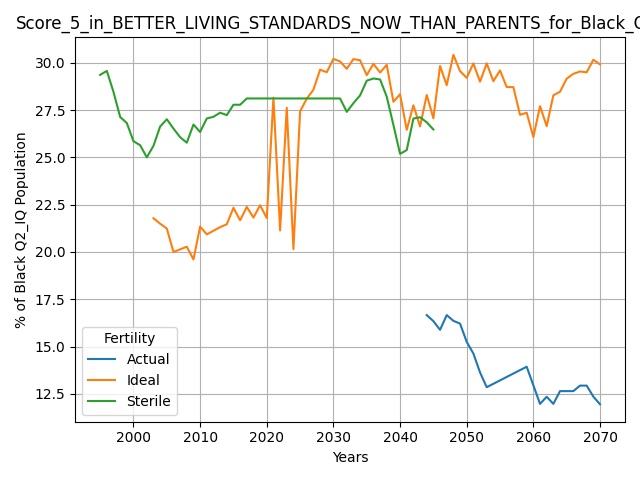 Score_5_in_BETTER_LIVING_STANDARDS_NOW_THAN_PARENTS_for_Black_
% of Black Q2_IQ Population
30.0
27.5
25.0
22.5
20.0
17.5
15.0
12.5
Fertility
Actual
Ideal
Sterile
2000 2010 2020 2030 2040 2050 2060 2070
Years